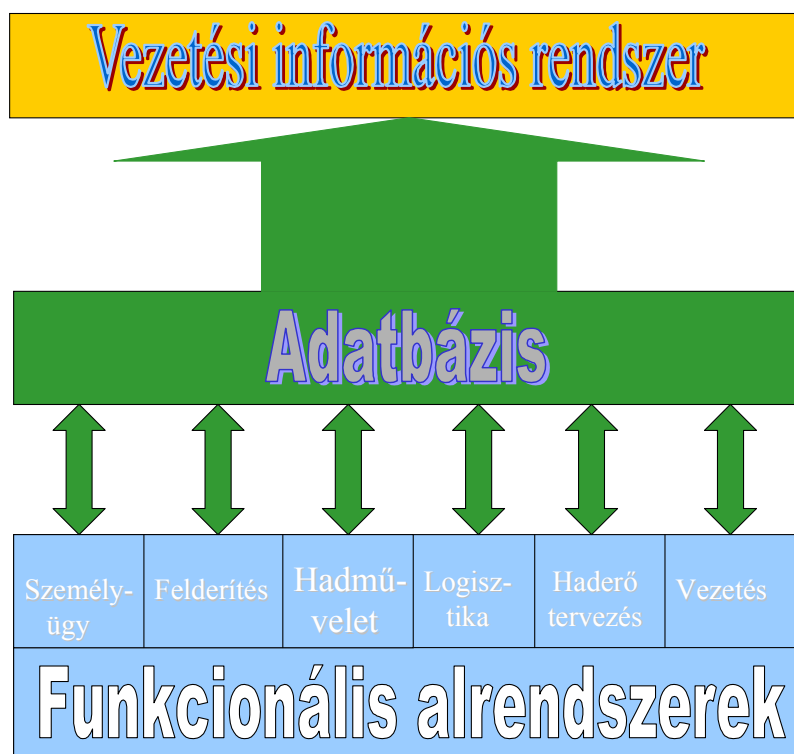 Vezetési információs rendszer
Adatbázis
Személy-
ügy
Felderítés
Hadmű-
velet
Logisz-
tika
Haderő
tervezés
Vezetés
Funkcionális alrendszerek